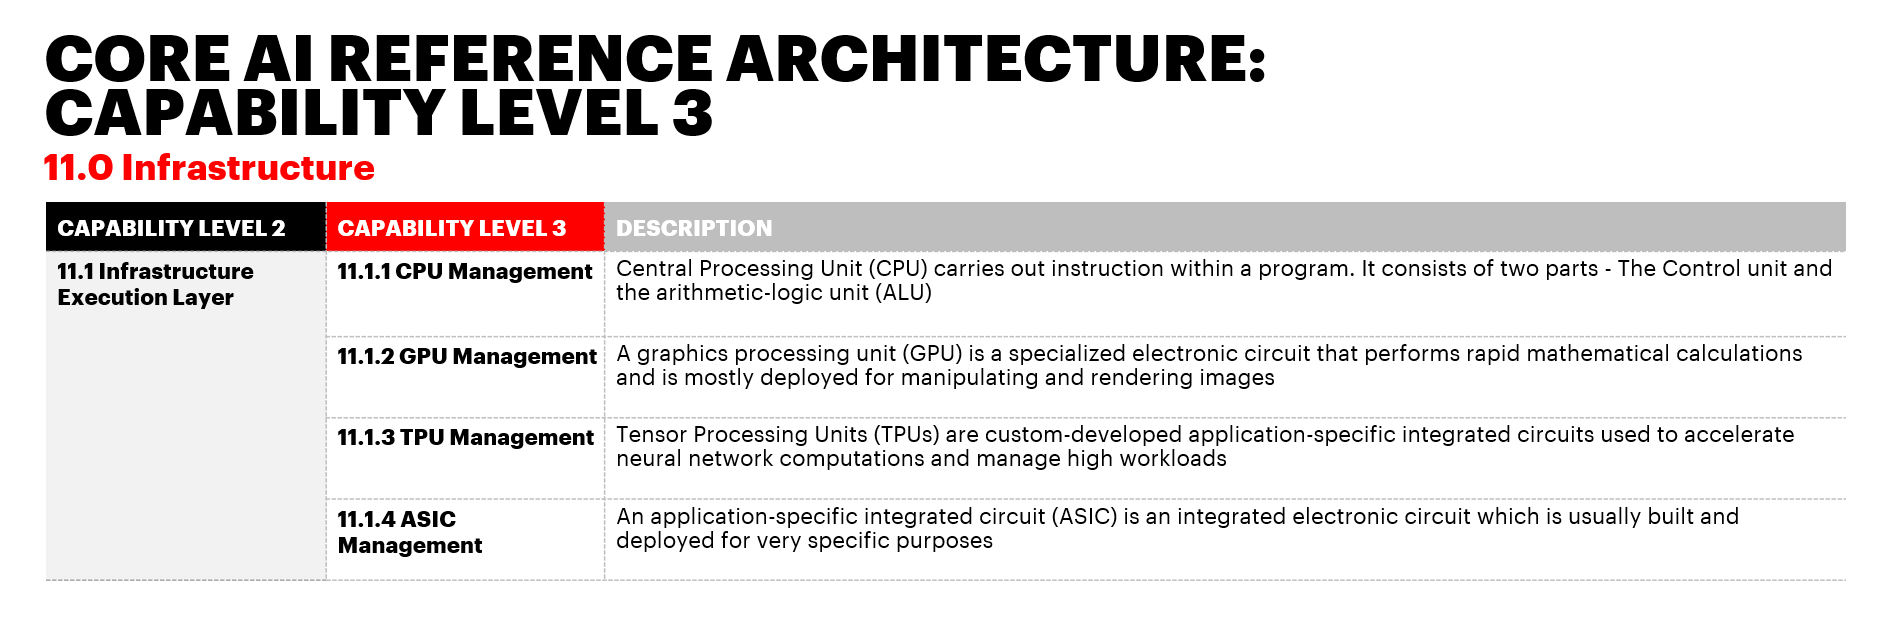 CORE AI REFERENCE ARCHITECTURE:
CAPABILITY LEVEL 3
11.0 Infrastructure
CAPABILITY LEVEL 2
CAPABILITY LEVEL 3
DESCRIPTION
11.1 Infrastructure
Execution Layer
11.1.1 CPU Management
Central Processing Unit (CPU) carries out instruction within a program. It consists of two parts - The Control unit and
the arithmetic-logic unit (ALU)
11.1.2 GPU Management
A graphics processing unit (GPU) is a specialized electronic circuit that performs rapid mathematical calculations
and is mostly deployed for manipulating and rendering images
11.1.3 TPU Management
Tensor Processing Units (TPUs) are custom-developed application-specific integrated circuits used to accelerate
neural network computations and manage high workloads
11.1.4 ASIC
Management
An application-specific integrated circuit (ASIC) is an integrated electronic circuit which is usually built and
deployed for very specific purposes